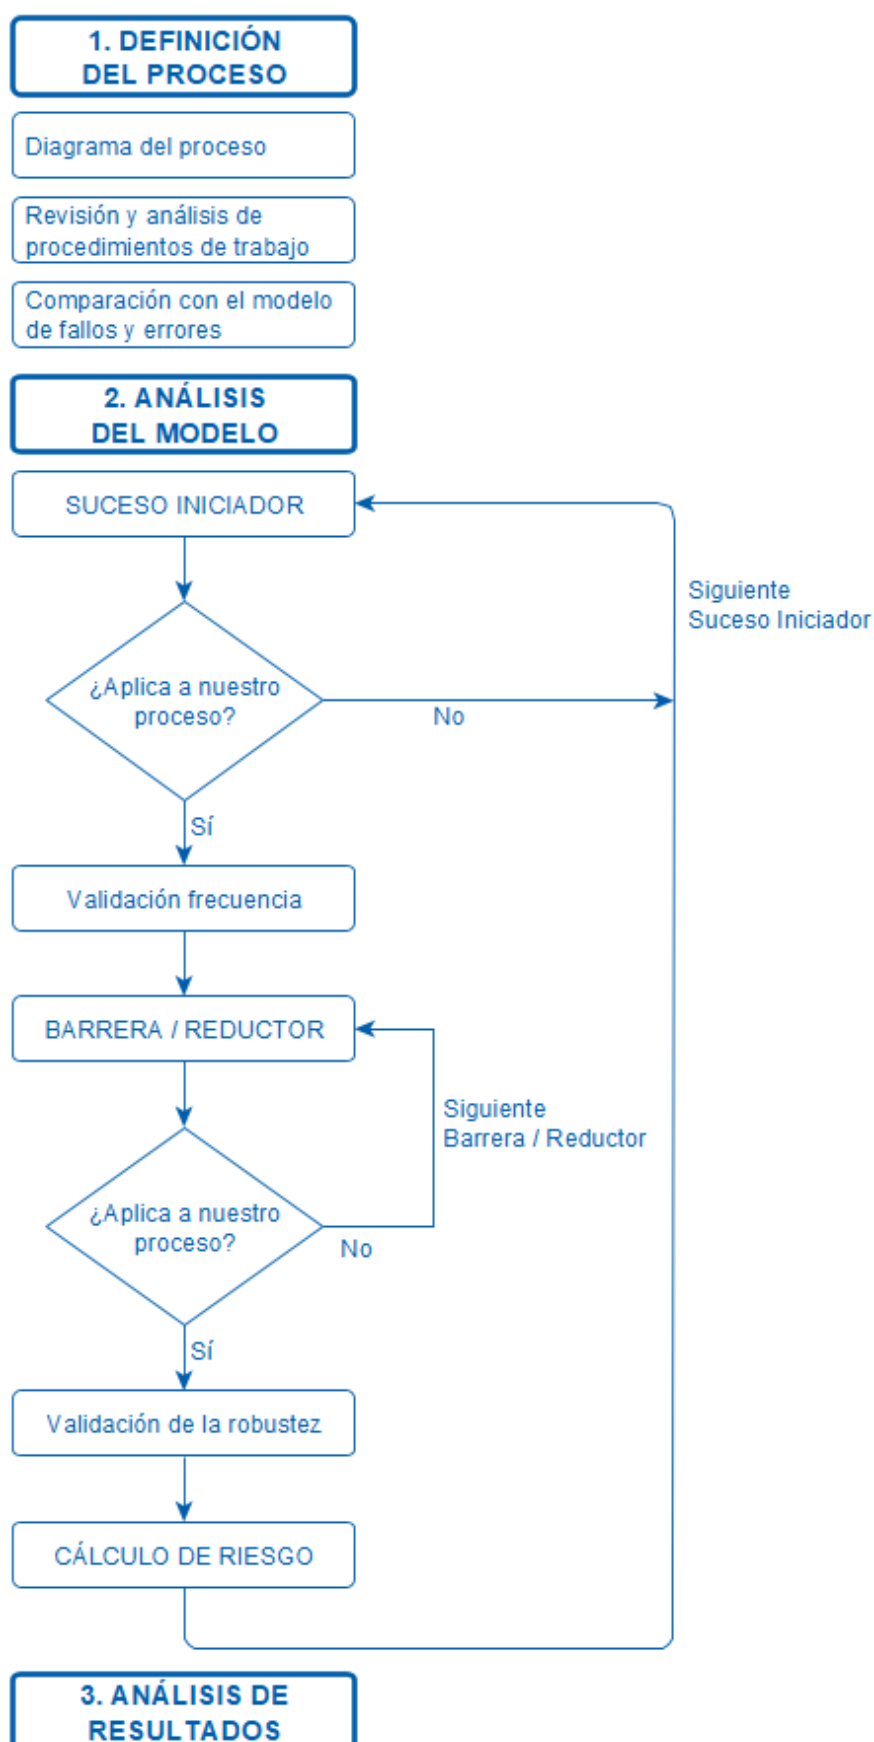 1. DEFINICIÓN
DEL PROCESO
Diagrama del proceso
Revisión y análisis de
procedimientos de trabajo
Comparación con el modelo
de fallos y errores
2. ANÁLISIS
DEL MODELO
SUCESO INICIADOR
Siguiente
Suceso Iniciador
¿Aplica a nuestro
proceso?
No
Sí
Validación frecuencia
BARRERA / REDUCTOR
Siguiente
Barrera / Reductor
¿Aplica a nuestro
proceso?
No
Sí
Validación de la robustez
CÁLCULO DE RIESGO
3. ANÁLISIS DE
RESULTADOS